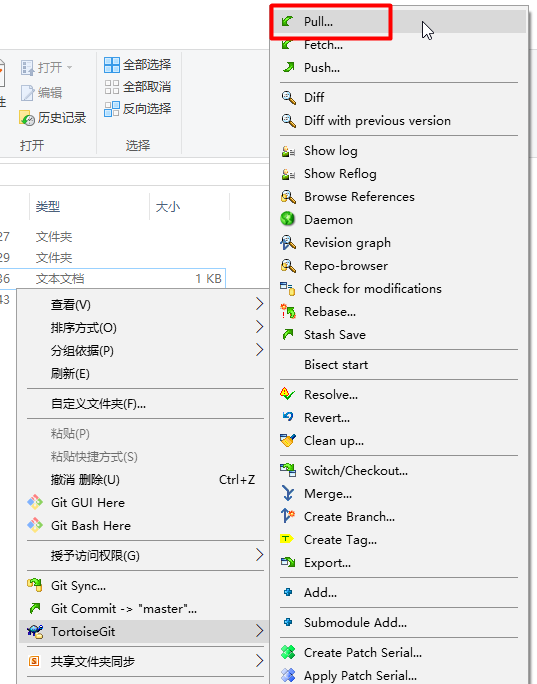 Pull...
Fetch...
Push...
Diff
Diff with previous version
Show log
Show Reflog
Browse References
Daemon
Revision graph
Repo-browser
Check for modifications
Rebase...
Stash Save
Bisect start
Resolve...
Revert...
Clean up...
Switch/Checkout...
Merge...
Create Branch...
Create Tag...
Export...
Add...
Submodule Add...
Create Patch Serial...
Apply Patch Serial...
打开
编辑
历史记录
打开
全部选择
全部取消
反向选择
选择
类型 大小
27 文件夹
29 文件夹
36 文本文档 1 KB
43
查看(V)
排序方式(O)
分组依据(P)
刷新(E)
自定义文件夹(F)...
粘贴(P)
粘贴快捷方式(S)
撤消 删除(U) Ctrl+Z
Git GUI Here
Git Bash Here
授予访问权限(G)
Git Sync...
Git Commit -> "master"...
TortoiseGit
共享文件夹同步